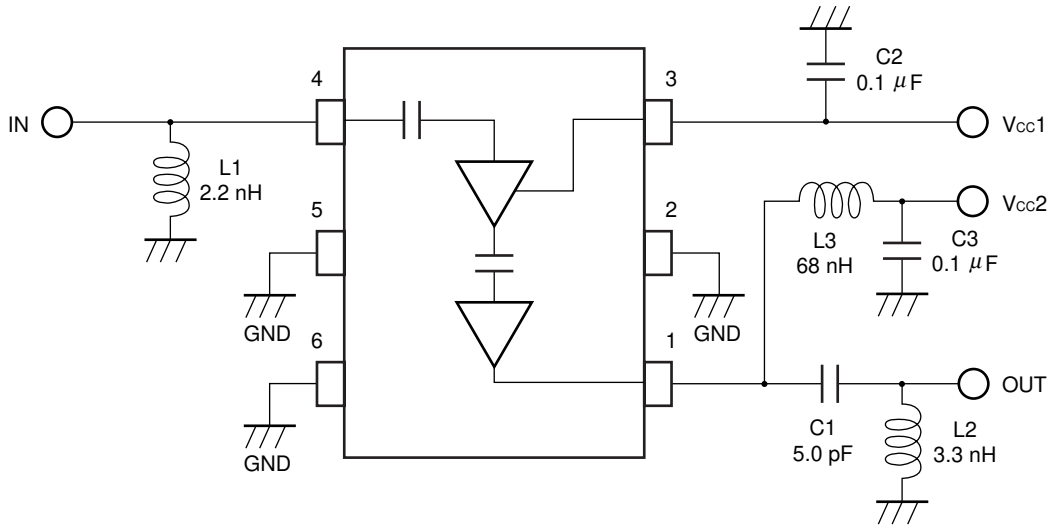 C2
0.1 μF
4
3
IN
VCC1
L1
2.2 nH
5
2
VCC2
L3
68 nH
C3
0.1 μF
GND
GND
6
1
OUT
GND
C1
5.0 pF
L2
3.3 nH